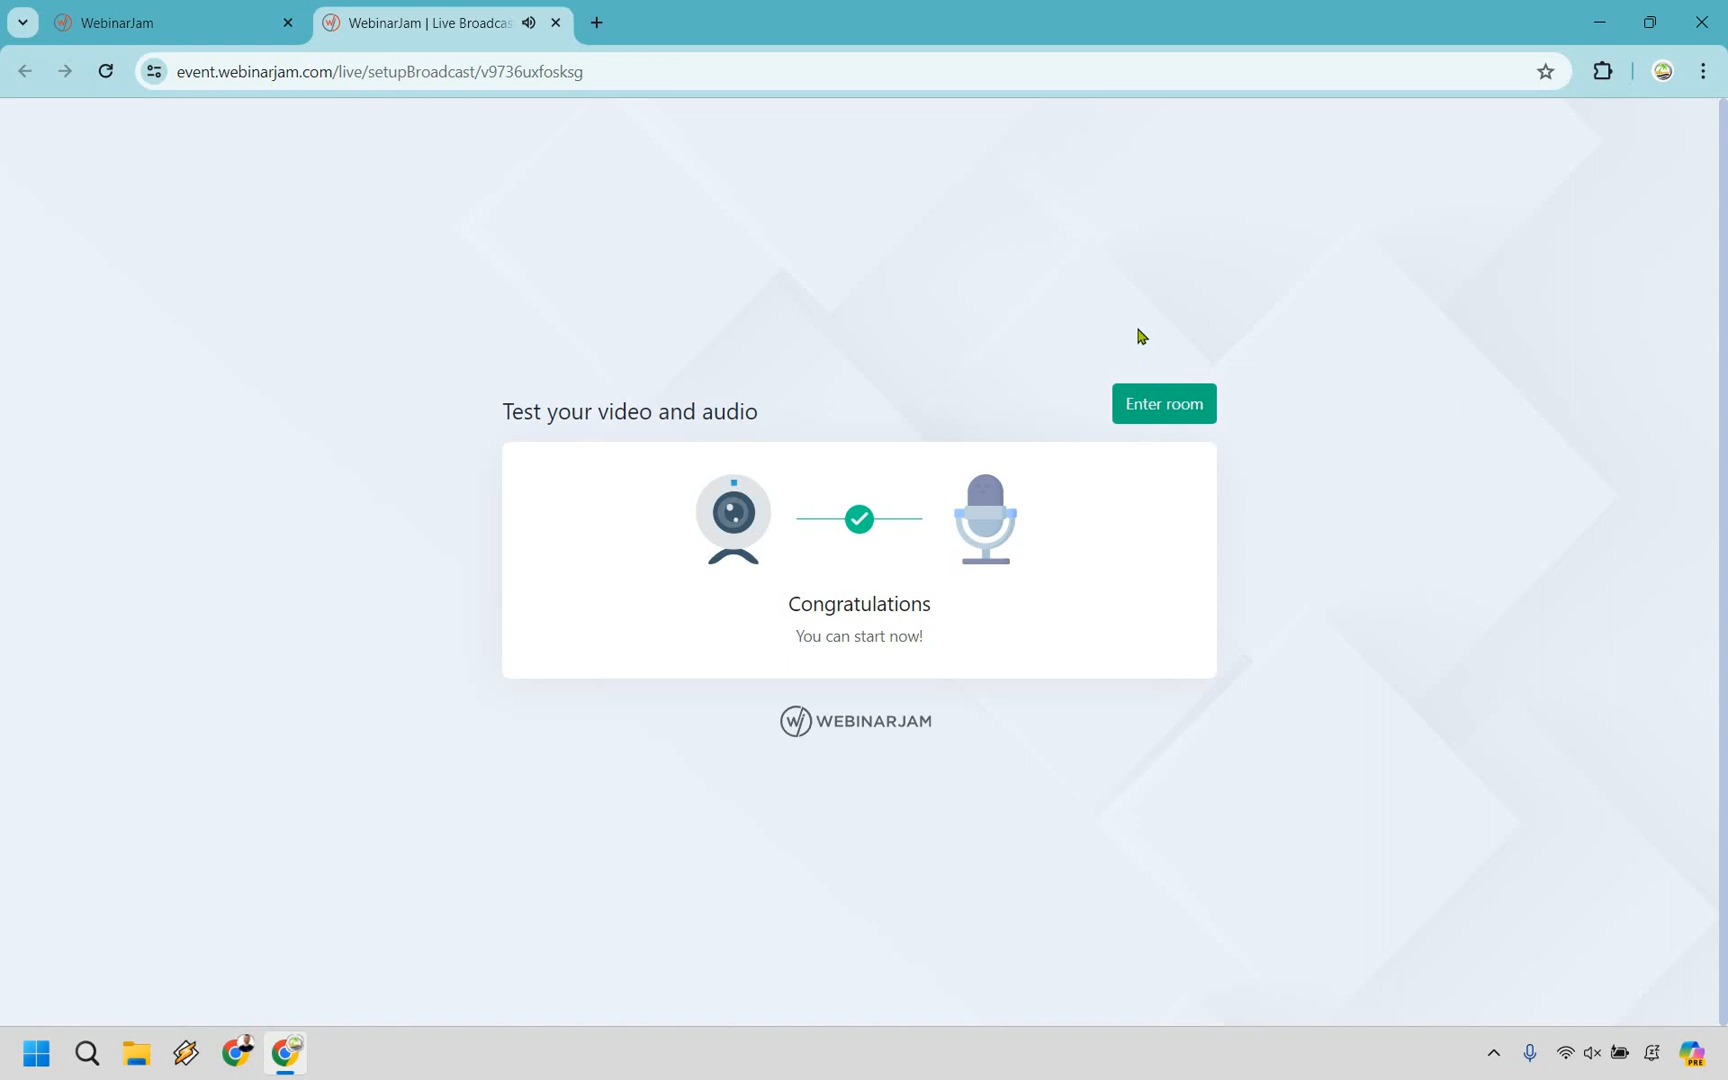 WebinarJam
WebinarJam | Live Broadcas
event.webinarjam.com/live/setupBroadcast/v9736uxfosksg
Enter room
Test your video and audio
Congratulations
You can start now!
WEBINARJAM
PRE